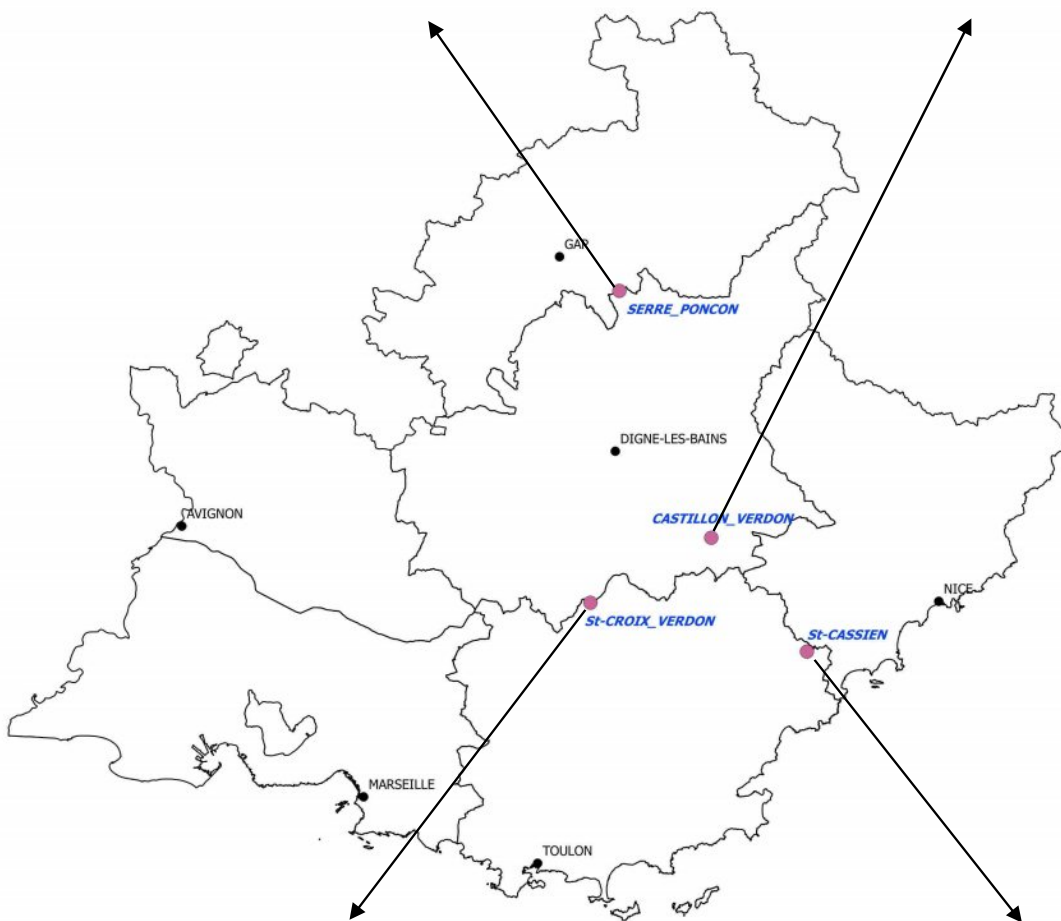 GAP
SERRE_PONCON
DIGNE-LES-BAINS
AVIGNON
CASTILLON_VERDON
NICE
St-CROIX_VERDON
St-CASSIEN
MARSEILLE
TOULON